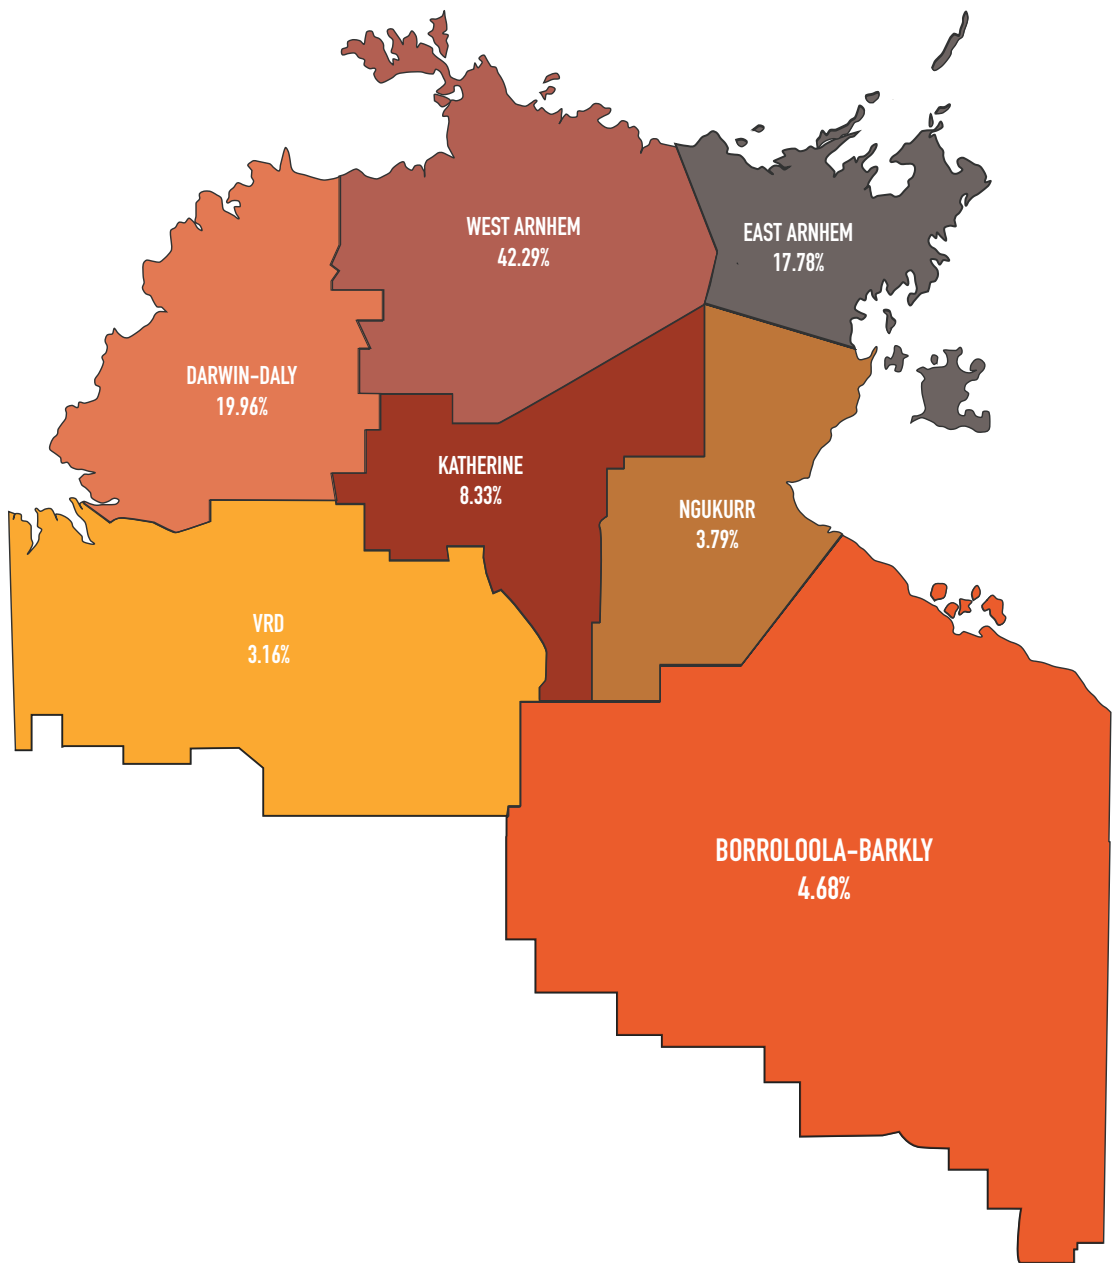 WEST ARNHEM
42.29%
EAST ARNHEM
17.78%
DARWIN-DALY
19.96%
KATHERINE
8.33%
NGUKURR
3.79%
VRD
3.16%
BORROLOOLA-BARKLY
4.68%